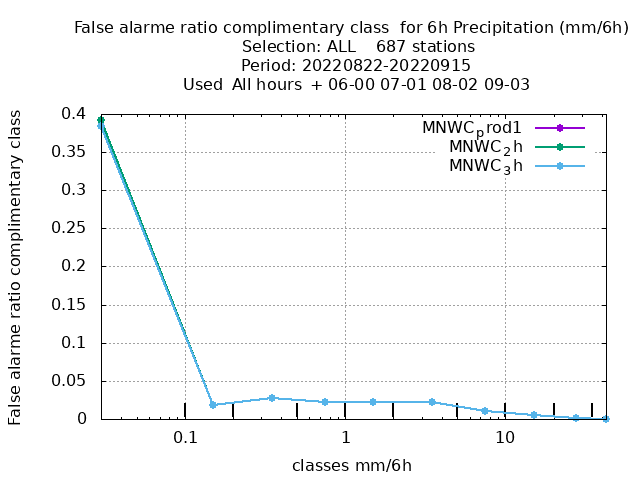 False alarme ratio complimentary class  for 6h Precipitation (mm/6h)
Selection: ALL    687 stations
Period: 20220822-20220915
Used  All hours  + 06-00 07-01 08-02 09-03
False alarme ratio complimentary class
0.4
0.35
0.3
0.25
0.2
0.15
0.1
0.05
0
MNWCprod1
MNWC2h
MNWC3h
0.1
1
10
classes mm/6h